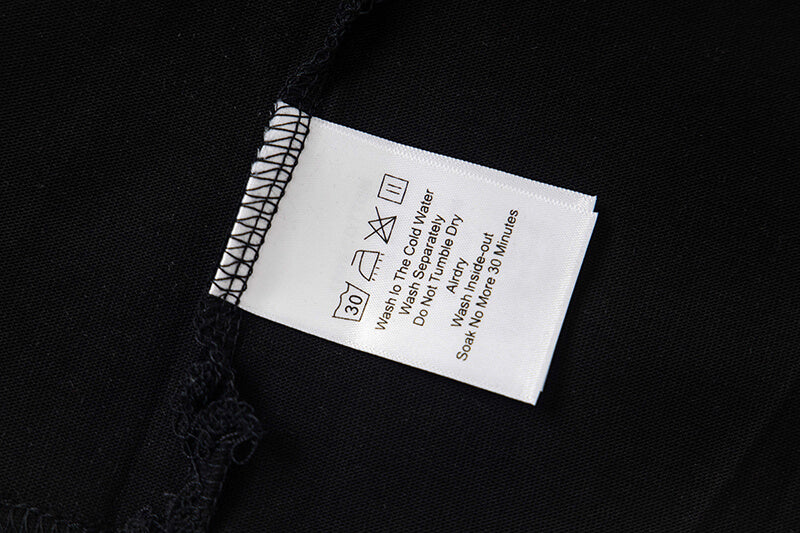 30
Wash Io The Cold Water
Wash Separately
Do Not Tumble Dry
Airdry
Wash Inside-out
Soak No More 30 Minutes